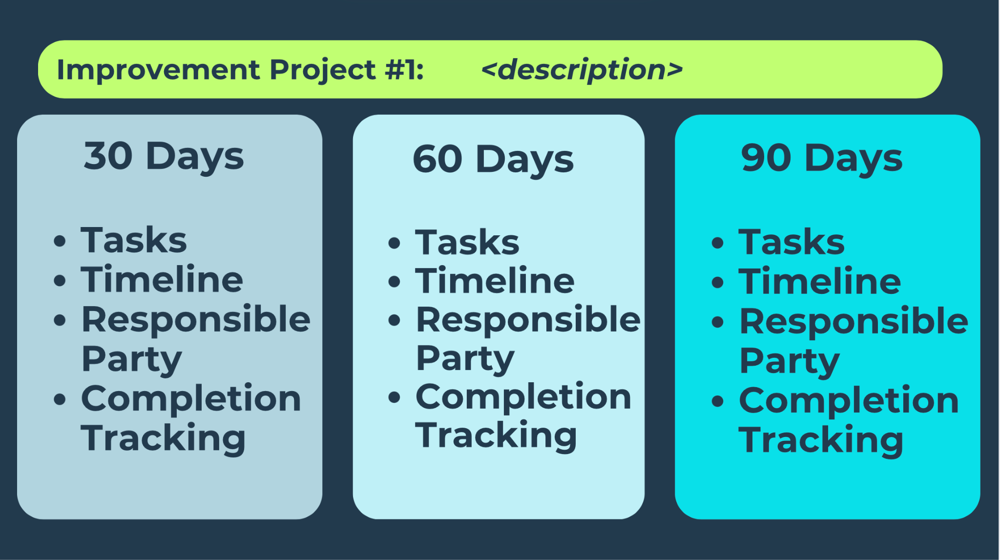 Improvement Project #1: <description>
30 Days
• Tasks
• Timeline
• Responsible
Party
• Completion
Tracking
60 Days
• Tasks
• Timeline
• Responsible
Party
• Completion
Tracking
90 Days
• Tasks
• Timeline
• Responsible
Party
• Completion
Tracking